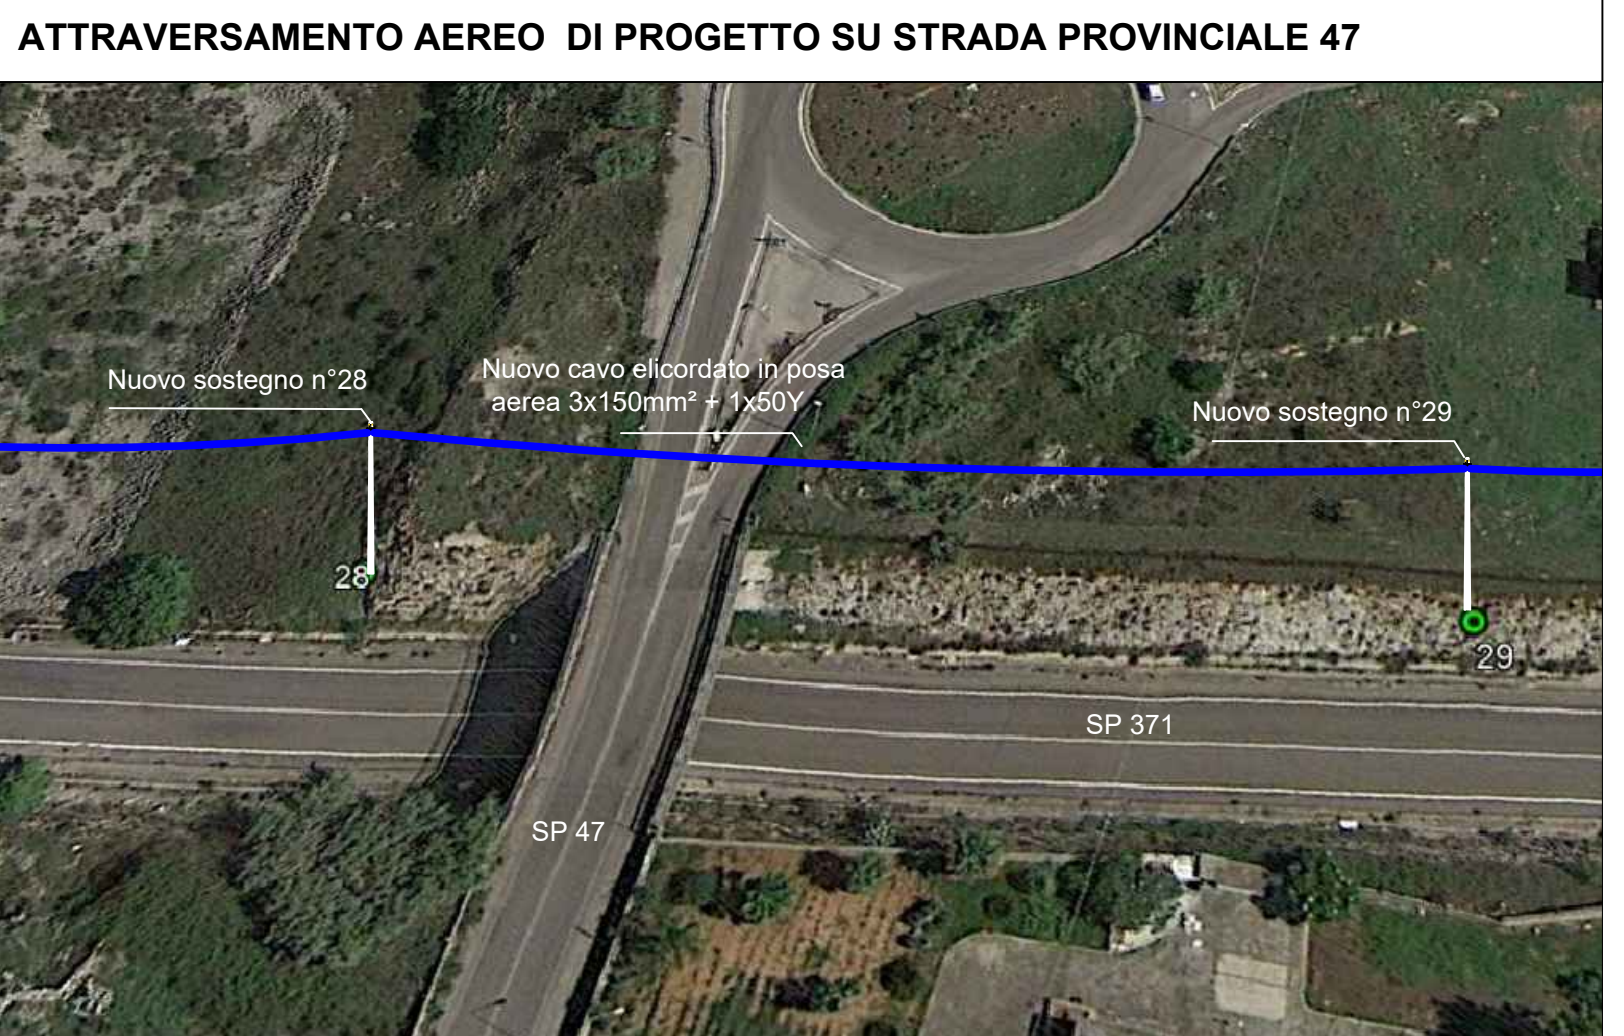 ATTRAVERSAMENTO AEREO DI PROGETTO SU STRADA PROVINCIALE 47
Nuovo sostegno n°28
Nuovo cavo elicordato in posa
aerea 3x150mm² + 1x50Y
Nuovo sostegno n°29
28
29
SP 371
SP 47